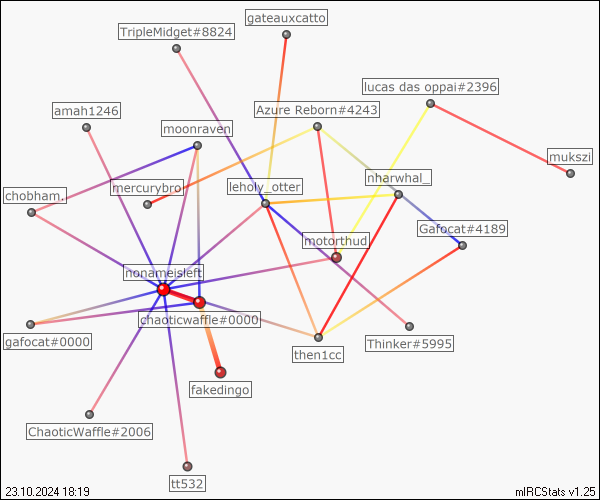 gateauxcatto
TripleMidget#8824
lucas das oppai#2396
amah1246
Azure Reborn#4243
moonraven
mukszi
nharwhal_
mercurybro
leholy_otter
chobham.
Gafocat#4189
motorthud
nonameisleft
chaoticwaffle#0000
gafocat#0000
Thinker#5995
then1cc
fakedingo
ChaoticWaffle#2006
tt532
23.10.2024 18:19
mIRCStats v1.25